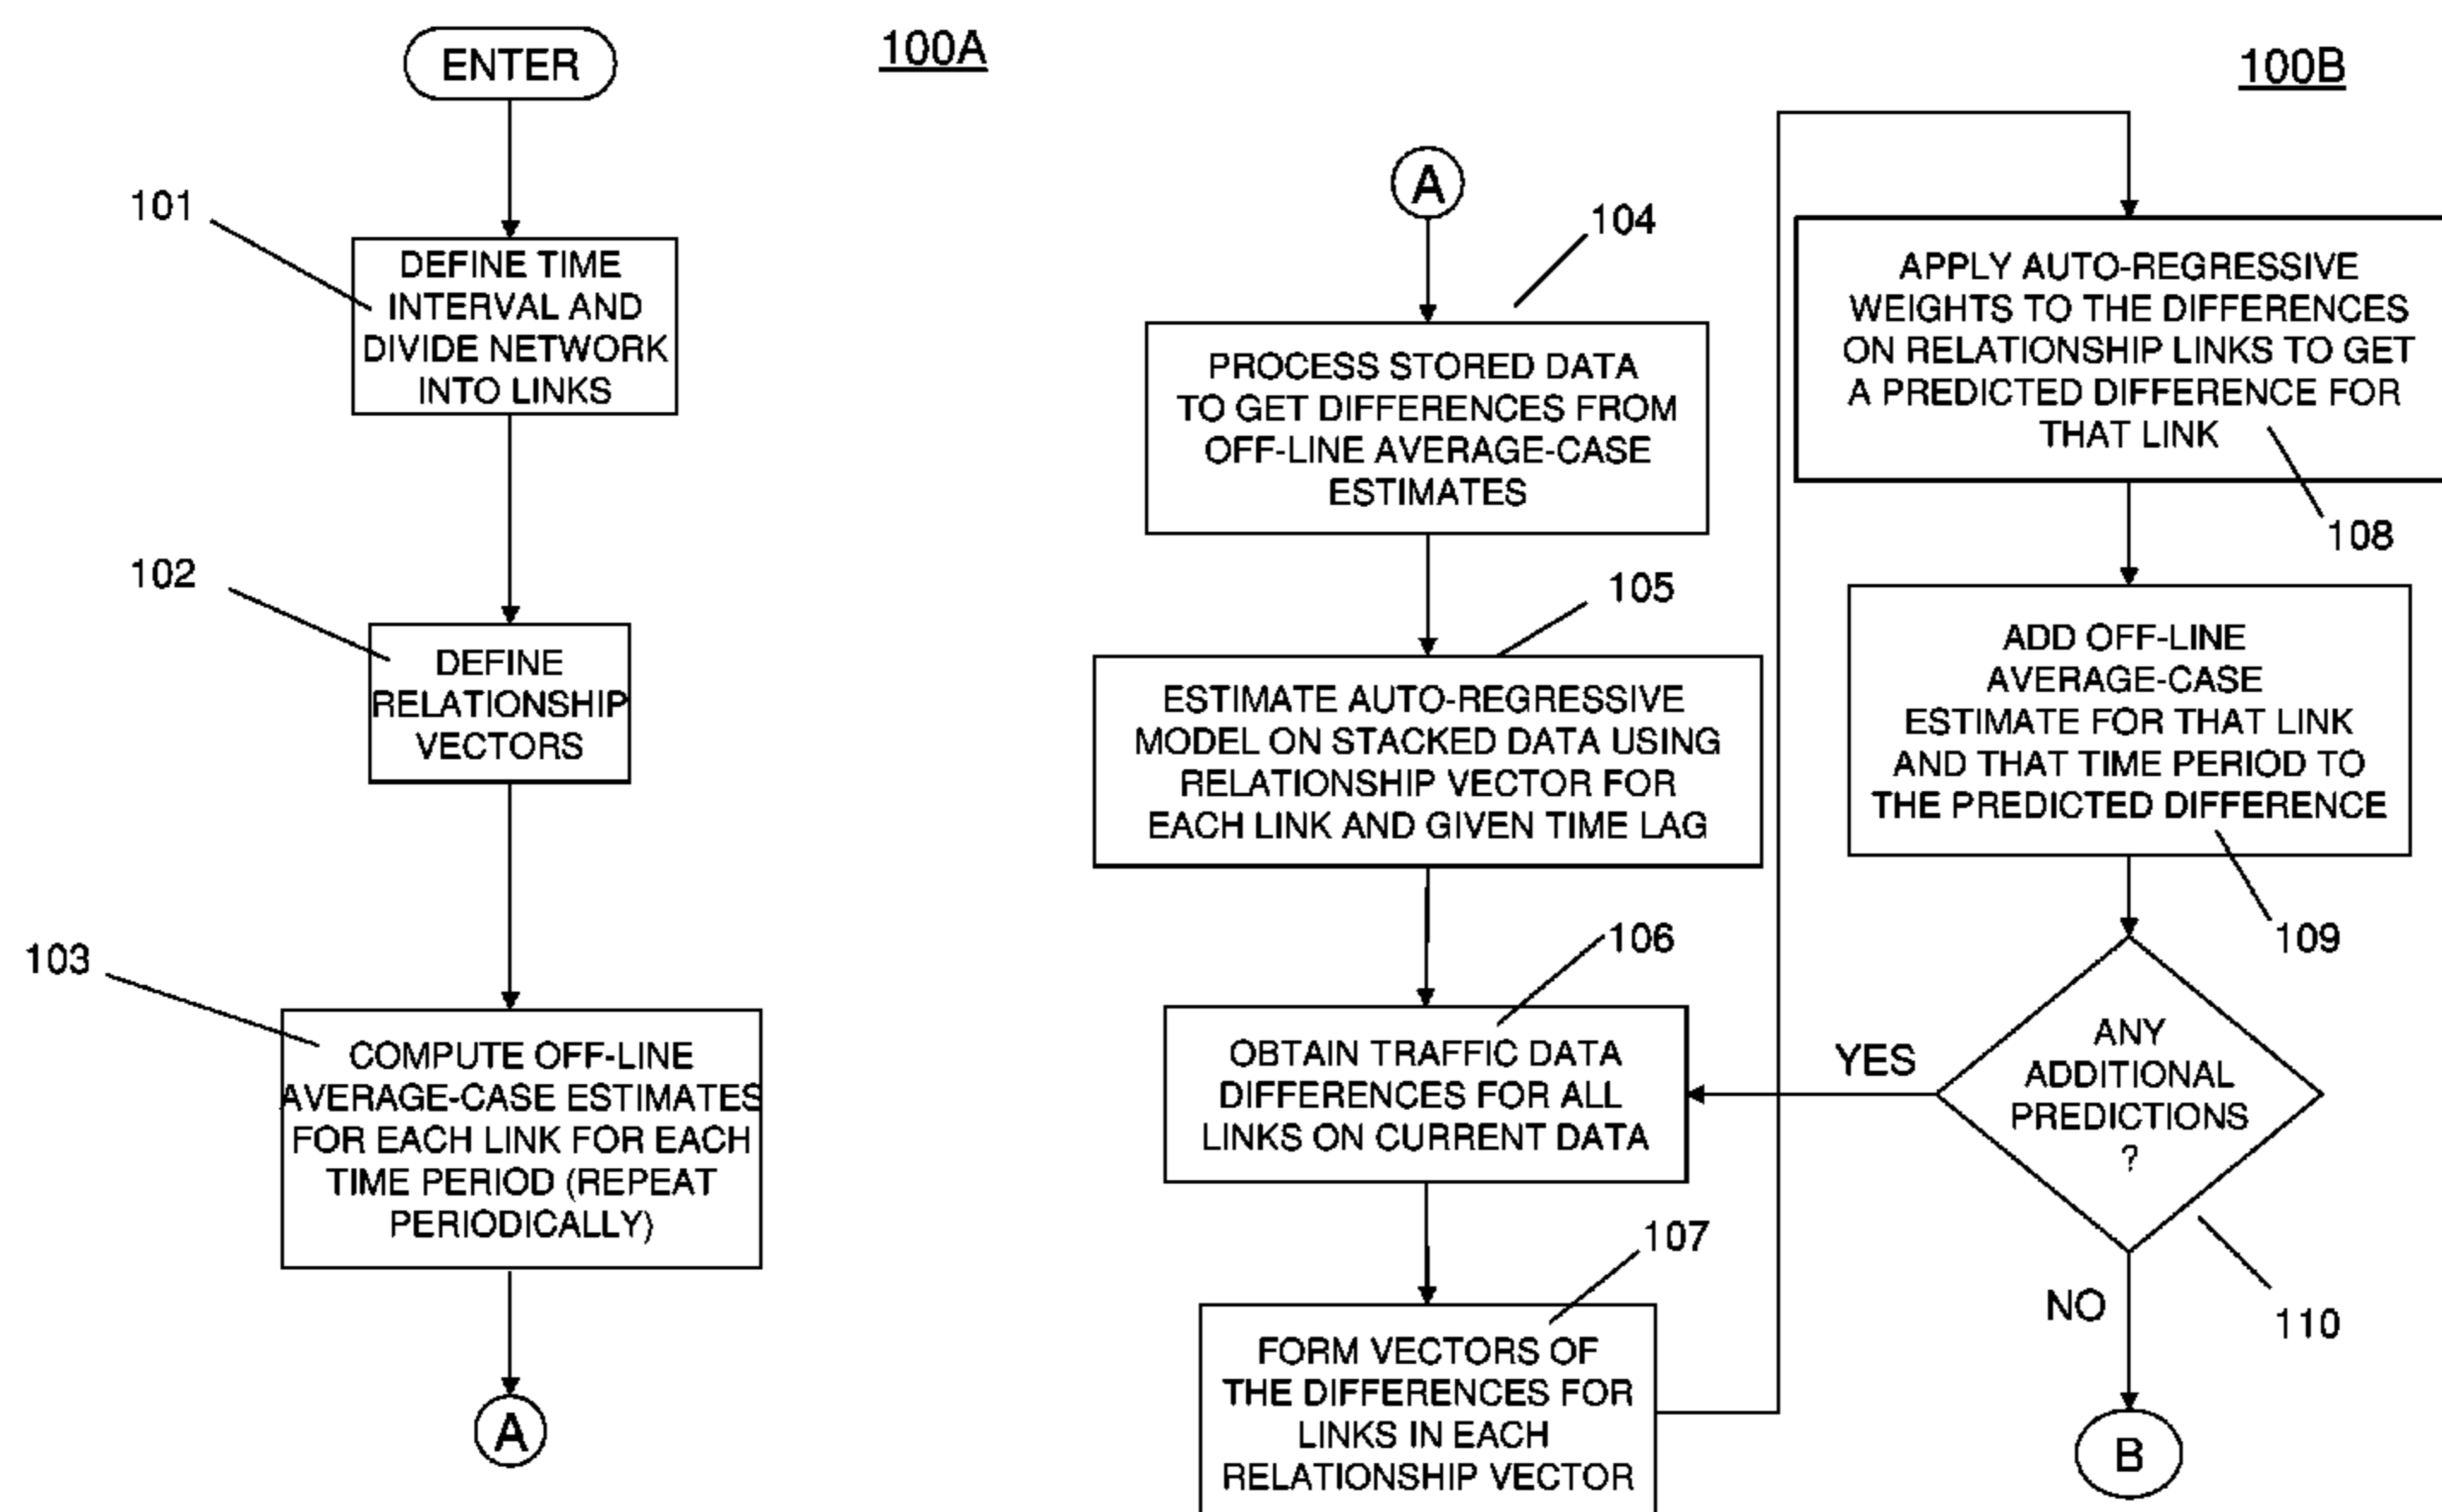 100A
ENTER
101
DEFINE TIME
INTERVAL AND
DIVIDE NETWORK
INTO LINKS
102
DEFINE
RELATIONSHIP
VECTORS
103
COMPUTE OFF-LINE
AVERAGE-CASE ESTIMATES
FOR EACH LINK FOR EACH
TIME PERIOD (REPEAT
PERIODICALLY)
A
100B
A
104
PROCESS STORED DATA
TO GET DIFFERENCES FROM
OFF-LINE AVERAGE-CASE
ESTIMATES
105
ESTIMATE AUTO-REGRESSIVE
MODEL ON STACKED DATA USING
RELATIONSHIP VECTOR FOR
EACH LINK AND GIVEN TIME LAG
106
OBTAIN TRAFFIC DATA
DIFFERENCES FOR ALL
LINKS ON CURRENT DATA
107
FORM VECTORS OF
THE DIFFERENCES FOR
LINKS IN EACH
RELATIONSHIP VECTOR
APPLY AUTO-REGRESSIVE
WEIGHTS TO THE DIFFERENCES
ON RELATIONSHIP LINKS TO GET
A PREDICTED DIFFERENCE FOR
THAT LINK
108
ADD OFF-LINE
AVERAGE-CASE
ESTIMATE FOR THAT LINK
AND THAT TIME PERIOD TO
THE PREDICTED DIFFERENCE
109
ANY
ADDITIONAL
PREDICTIONS
?
YES
NO
110
B